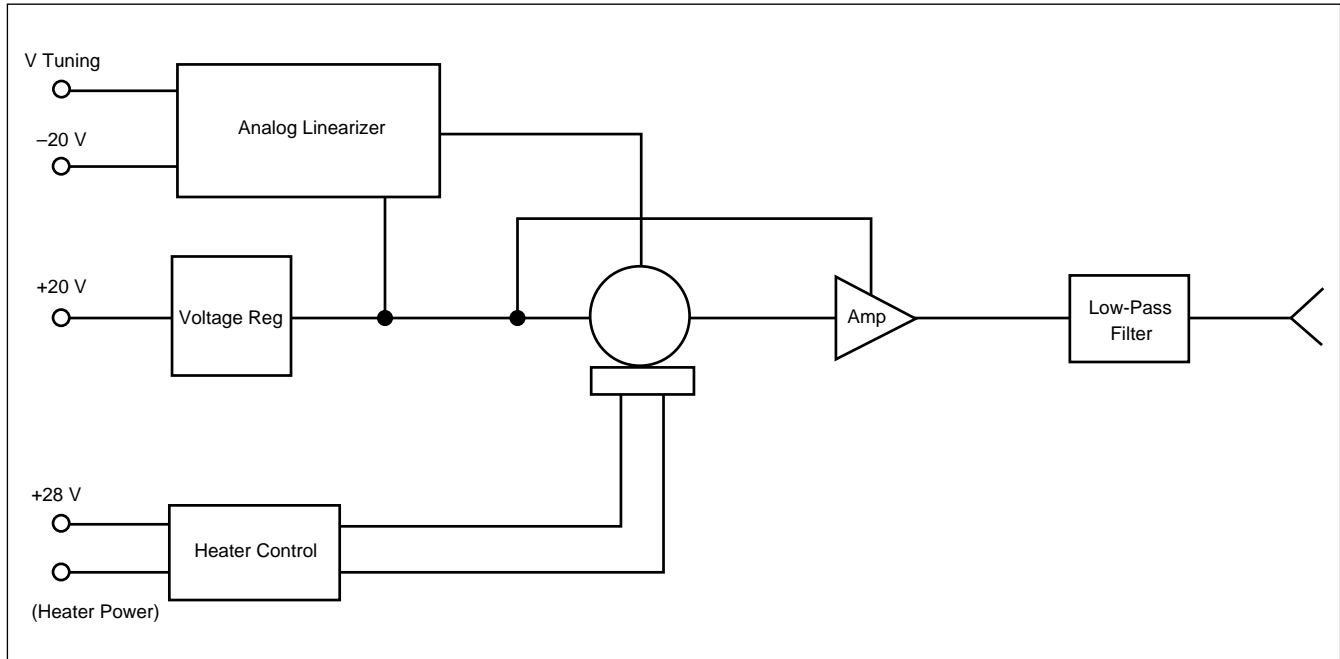 V Tuning
–20 V
Analog Linearizer
+20 V
Voltage Reg
Amp
Low-Pass
Filter
+28 V
Heater Control
(Heater Power)